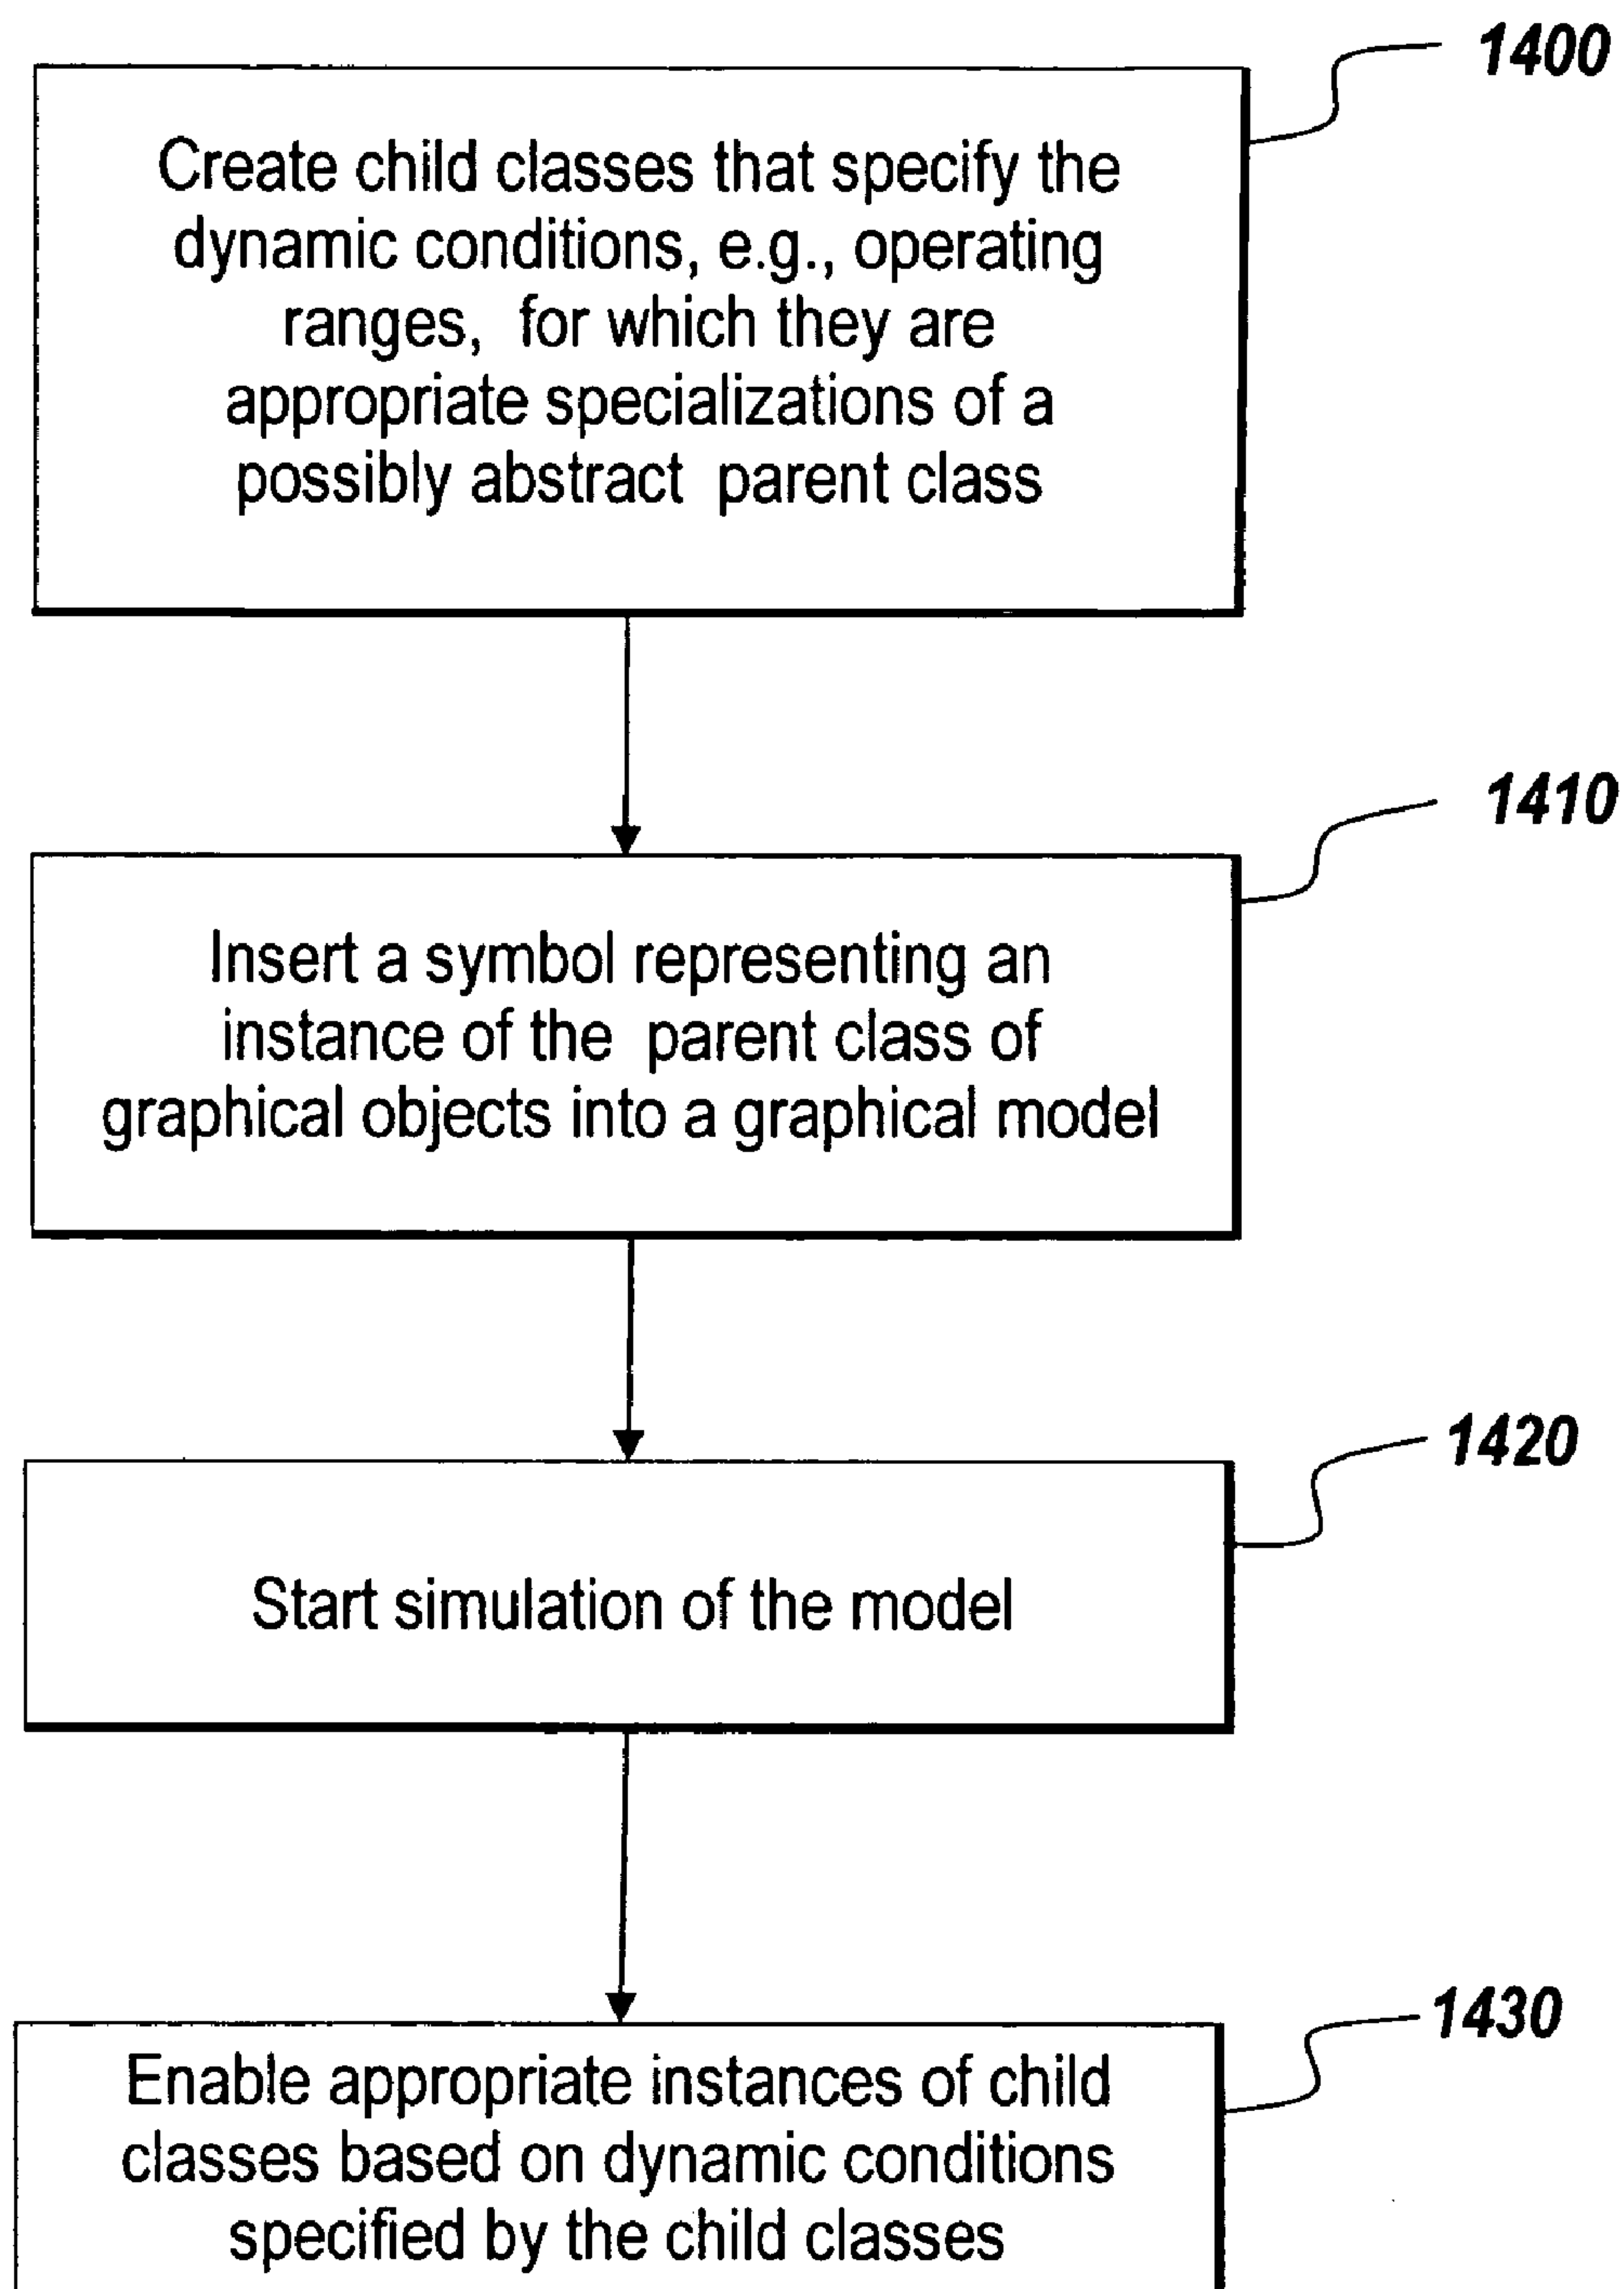 1400
Create child classes that specify the
dynamic conditions, e.g., operating
ranges, for which they are
appropriate specializations of a
possibly abstract parent class
1410
Insert a symbol representing an
instance of the parent class of
graphical objects into a graphical model
1420
Start simulation of the model
1430
Enable appropriate instances of child
classes based on dynamic conditions
specified by the child classes